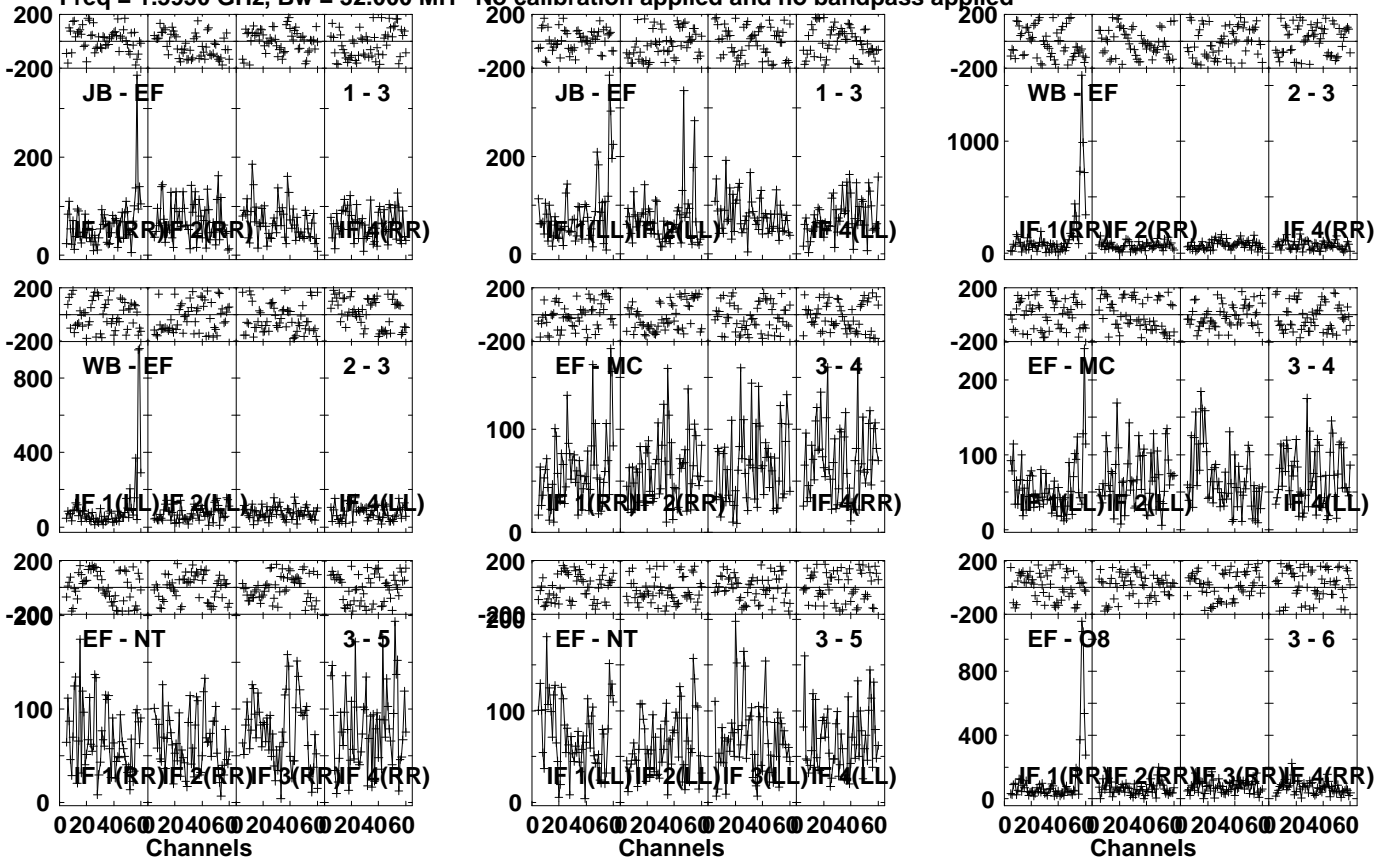 No calibration applied and no bandpass applied
200 200 200
-200 -200 -200
JB - EF 1 - 3 JB - EF 1 - 3 WB - EF 2 - 3
200 200 1000
IF 1(RR) IF 2(RR) IF 4(RR) IF 1(LL) IF 2(LL) IF 4(LL) IF 1(RR) IF 2(RR) IF 4(RR)
0 0 0
200 200 200
-200 -200 -200
WB - EF 2 - 3 EF - MC 3 - 4 EF - MC 3 - 4
800 200
400 100 100
IF 1(LL) IF 2(LL) IF 4(LL) IF 1(RR) IF 2(RR) IF 4(RR) IF 1(LL) IF 2(LL) IF 4(LL)
0 0 0
200 200 200
-200 200 -200 200 -200
EF - NT 3 - 5 EF - NT 3 - 5 EF - O8 3 - 6
800
100 100 400
IF 1(RR) IF 2(RR) IF 3(RR) IF 4(RR) IF 1(LL) IF 2(LL) IF 3(LL) IF 4(LL) IF 1(RR) IF 2(RR) IF 3(RR) IF 4(RR)
0 0 0
0 20 40 60 0 20 40 60 0 20 40 60 0 20 40 60 0 20 40 60 0 20 40 60 0 20 40 60 0 20 40 60 0 20 40 60 0 20 40 60 0 20 40 60 0 20 40 60
Channels Channels Channels